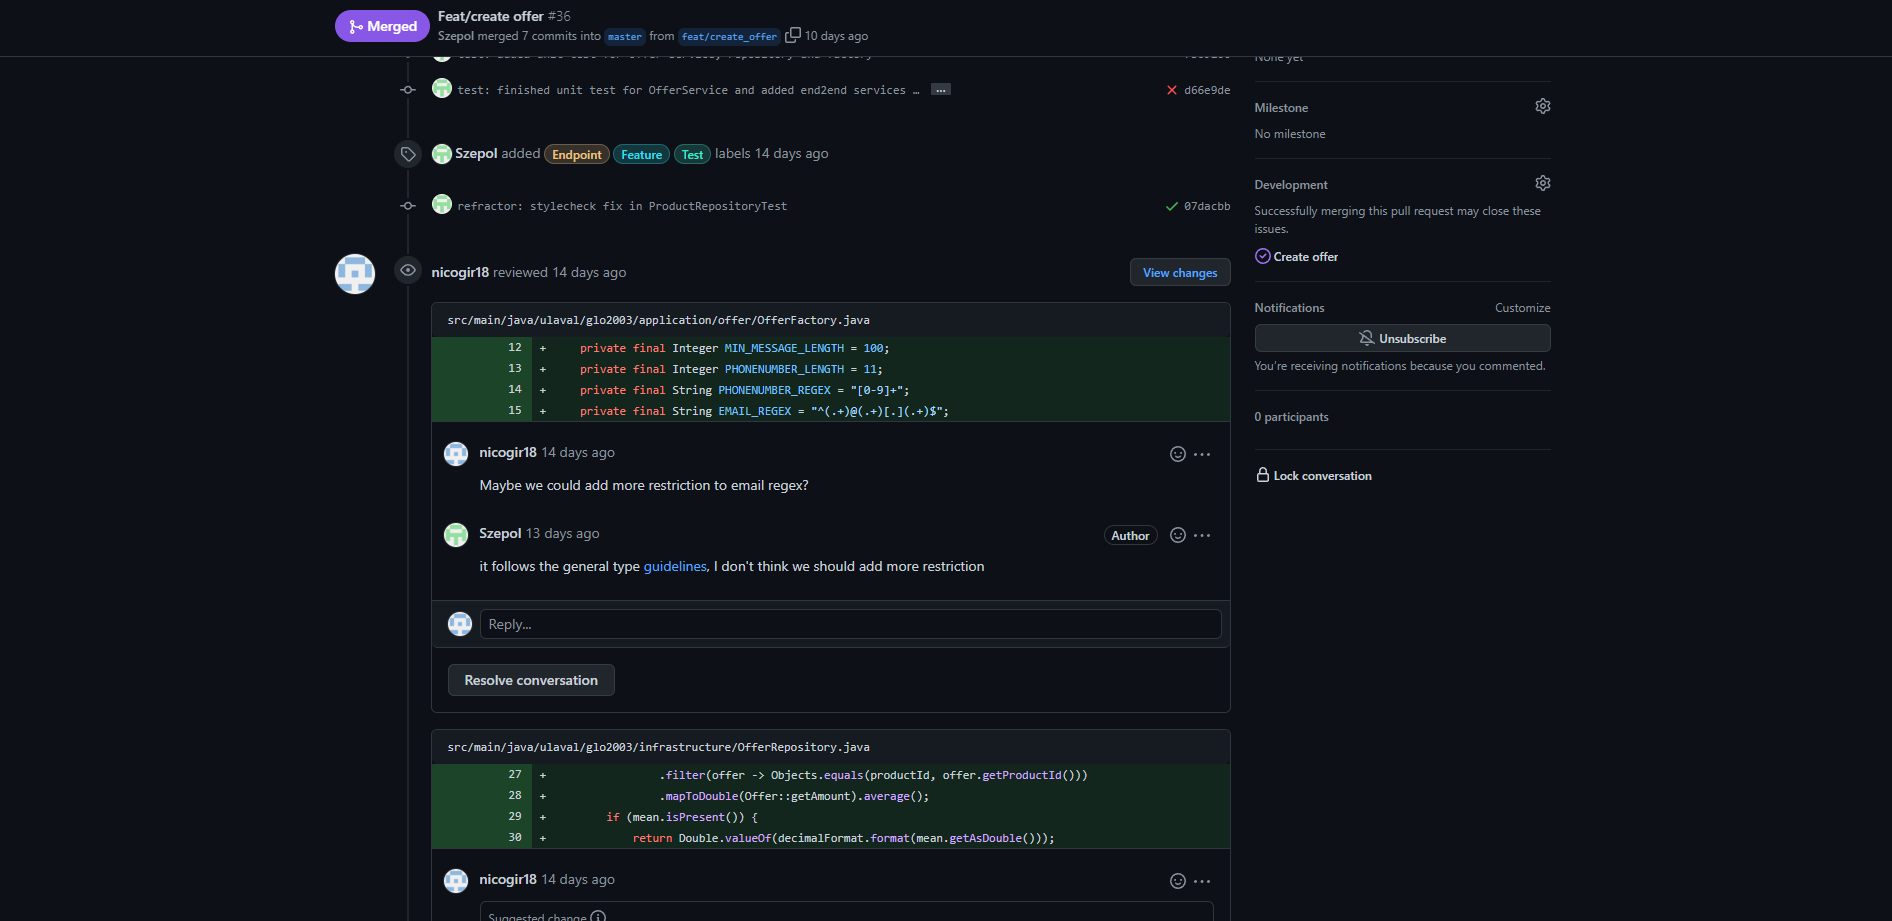 Merged
Feat/create offer #36
Szepol merged 7 commits into master from feat/create_offer 10 days ago
test: finished unit test for OfferService and added end2end services … ... d66e9de
Szepol added Endpoint Feature Test labels 14 days ago
refractor: stylecheck fix in ProductRepositoryTest 07dacbb
nicogir18 reviewed 14 days ago
View changes
src/main/java/ulaval/glo2003/application/offer/OfferFactory.java
12 + private final Integer MIN_MESSAGE_LENGTH = 100;
13 + private final Integer PHONENUMBER_LENGTH = 11;
14 + private final String PHONENUMBER_REGEX = "[0-9]+";
15 + private final String EMAIL_REGEX = "^(.+)@(.+)[.](.+)$";
nicogir18 14 days ago
Maybe we could add more restriction to email regex?
Szepol 13 days ago
Author
it follows the general type guidelines, I don't think we should add more restriction
Reply...
Resolve conversation
src/main/java/ulaval/glo2003/infrastructure/OfferRepository.java
27 + .filter(offer -> Objects.equals(productId, offer.getProductId()))
28 + .mapToDouble(Offer::getAmount).average();
29 + if (mean.isPresent()) {
30 + return Double.valueOf(decimalFormat.format(mean.getAsDouble()));
nicogir18 14 days ago
Suggested change
None yet
Milestone
No milestone
Development
Successfully merging this pull request may close these
issues.
Create offer
Notifications
Customize
Unsubscribe
You're receiving notifications because you commented.
0 participants
Lock conversation